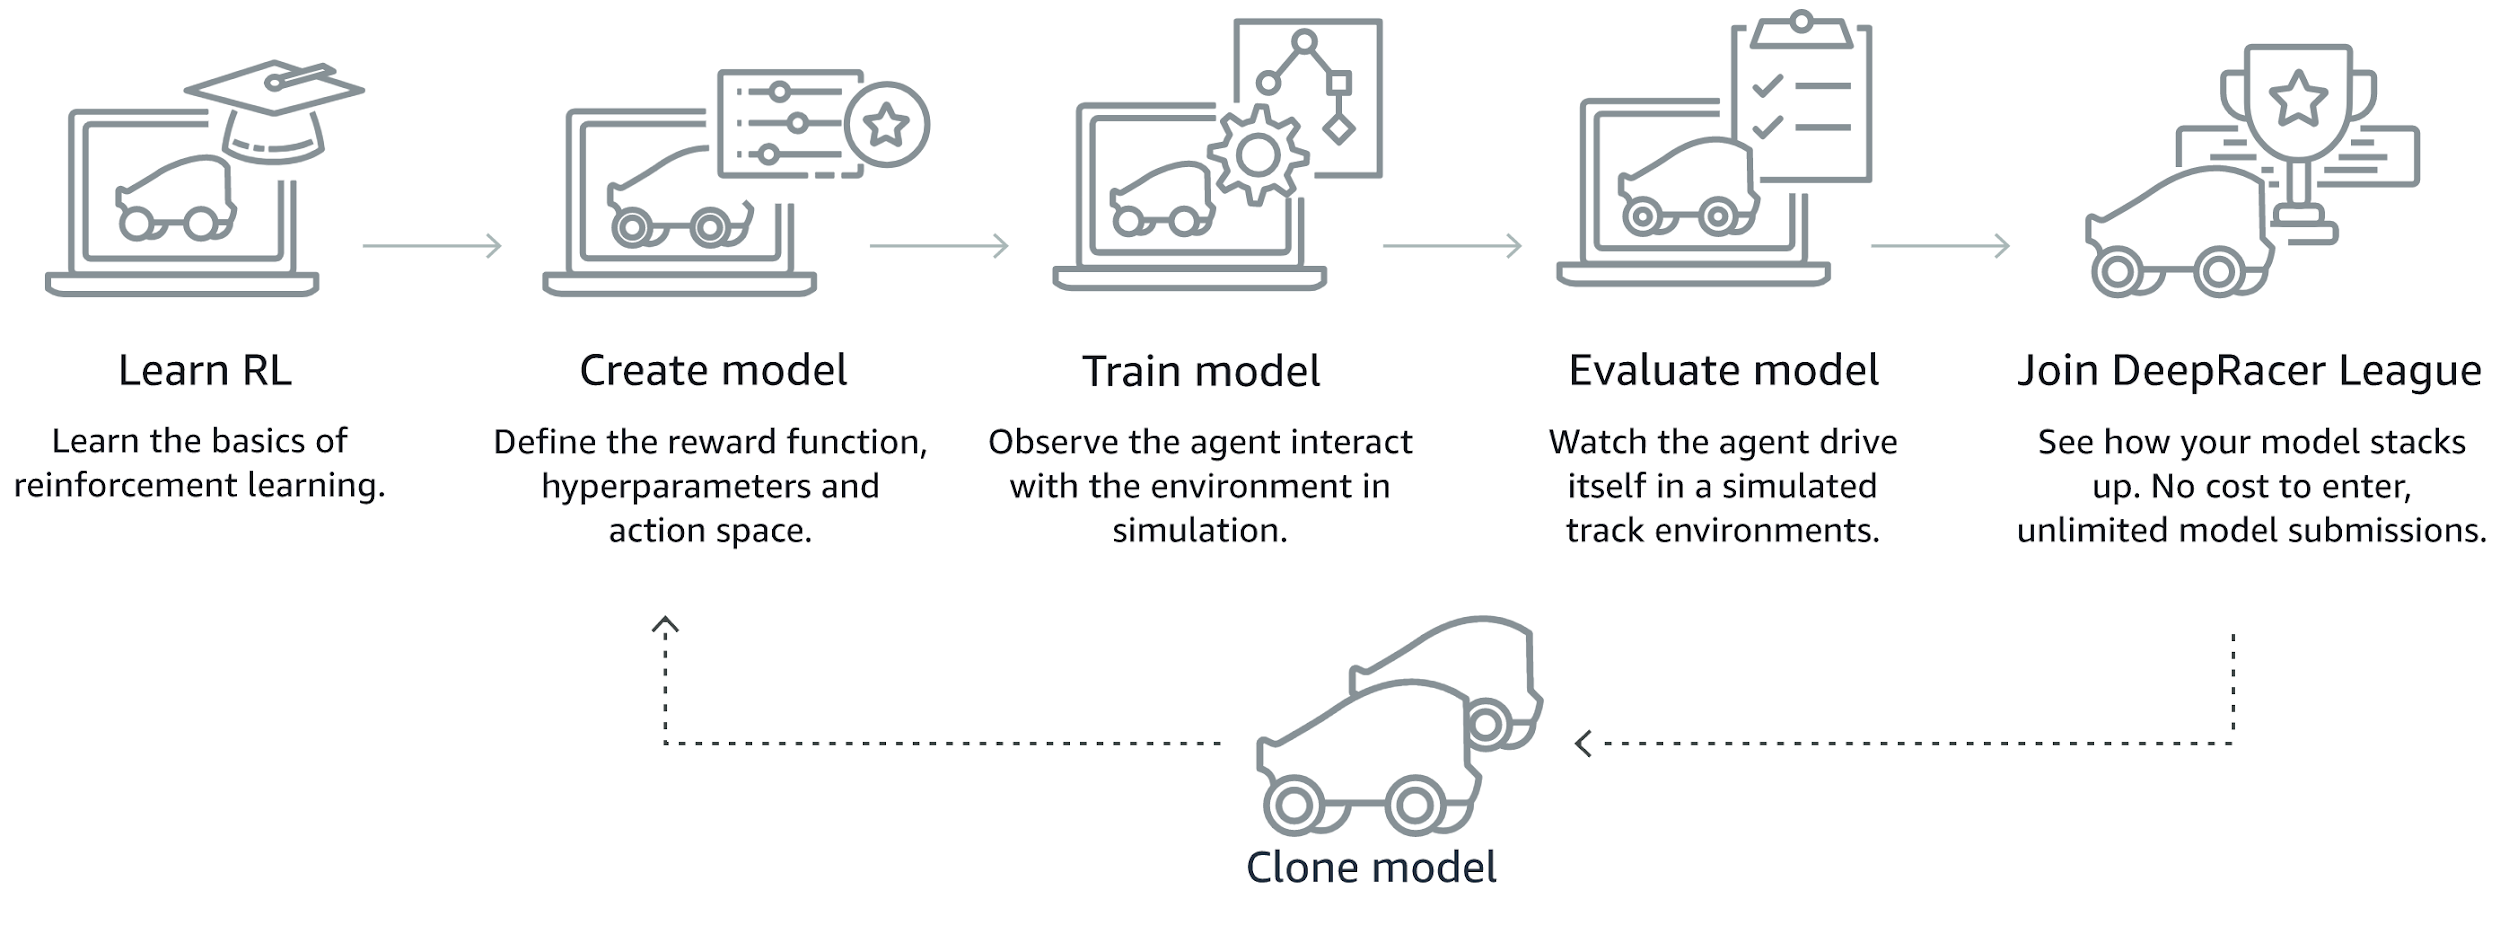 Learn RL
Learn the basics of
reinforcement learning.
Create model
Define the reward function,
hyperparameters and
action space.
Train model
Observe the agent interact
with the environment in
simulation.
Evaluate model
Watch the agent drive
itself in a simulated
track environments.
Join DeepRacer League
See how your model stacks
up. No cost to enter,
unlimited model submissions.
Clone model